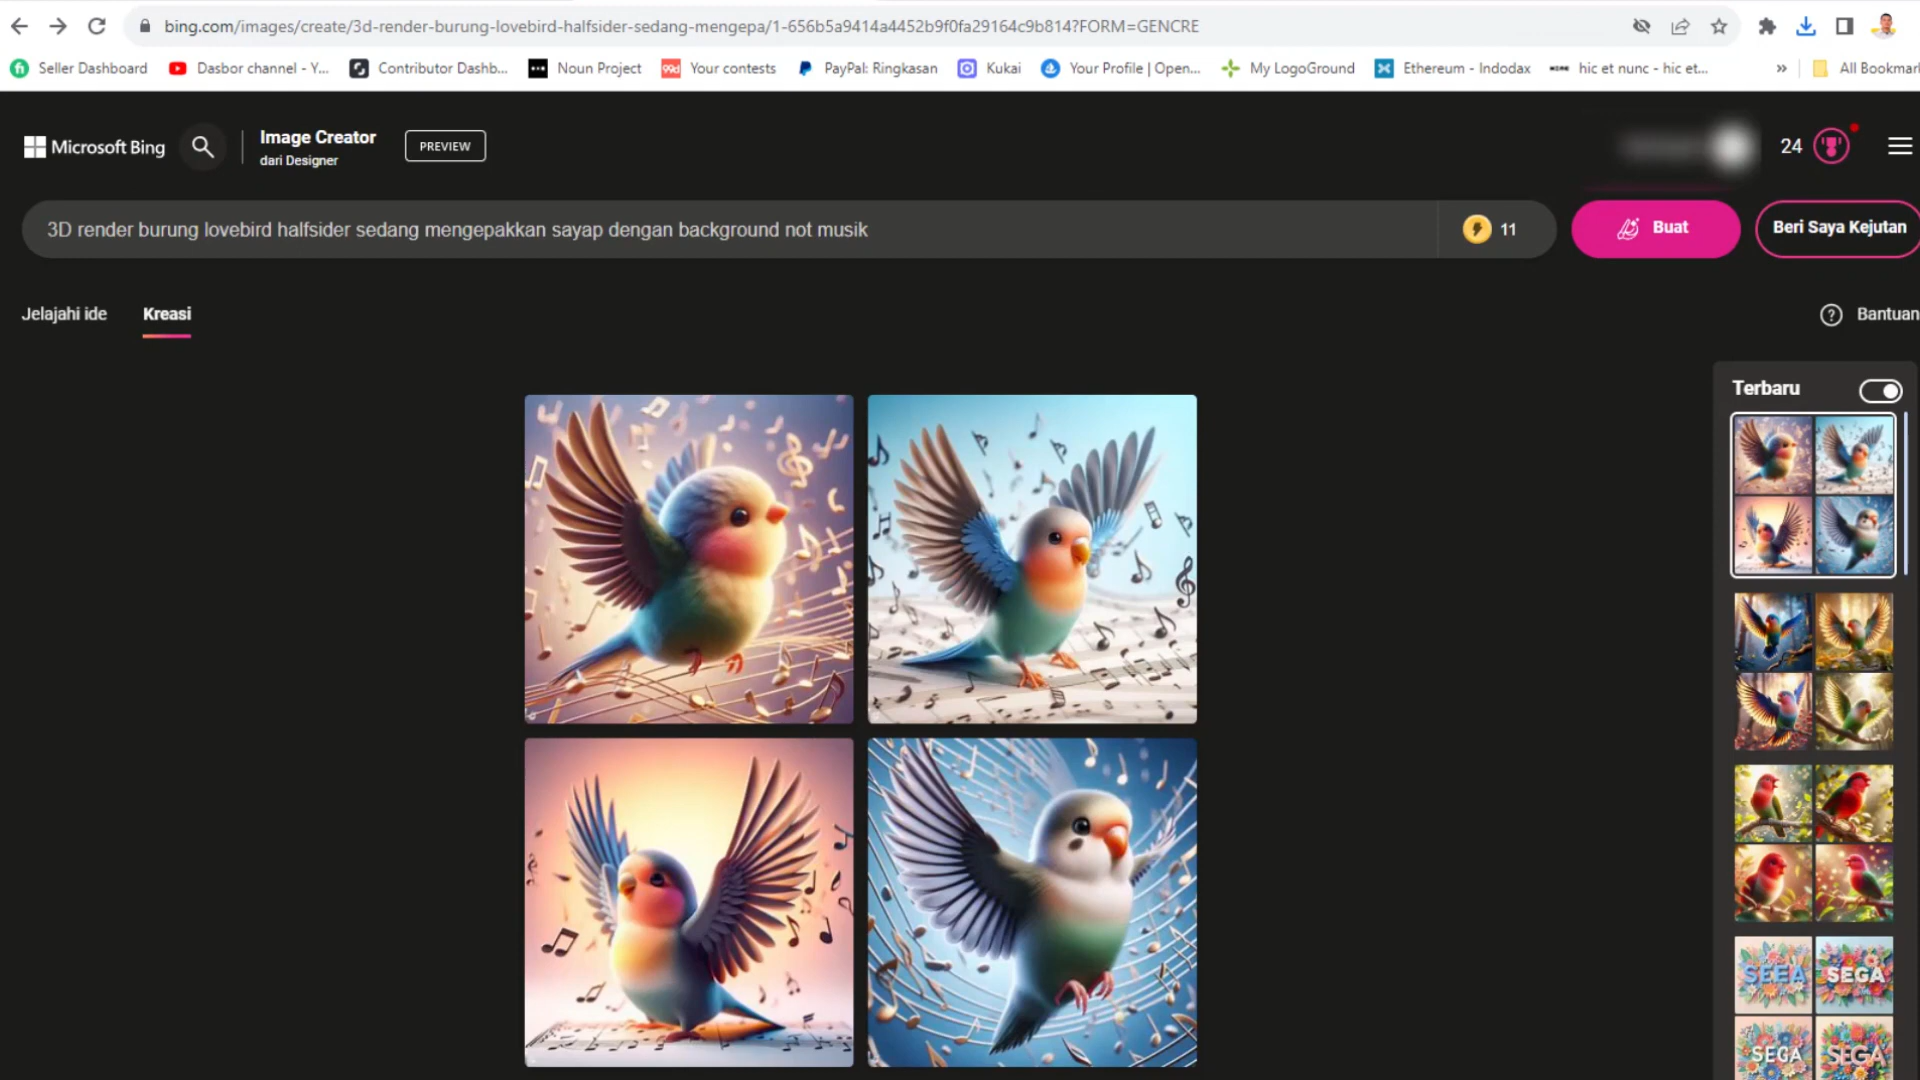 bing.com/images/create/3d-render-burung-lovebird-halfsider-sedang-mengepa/1-656b5a9414a4452b9f0fa29164c9b814?FORM=GENCRE
Seller Dashboard Dasbor channel - Y... Contributor Dashb... Noun Project 99d Your contests PayPal: Ringkasan Kukai Your Profile | Open... My LogoGround Ethereum - Indodax hic et nunc - hic et... » All Bookmar
Microsoft Bing Image Creator PREVIEW 24
dari Designer
3D render burung lovebird halfsider sedang mengepakkan sayap dengan background not musik 11 Buat Beri Saya Kejutan
Jelajahi ide Kreasi Bantuan
Terbaru
SEEA SEGA
SEGA SEGA